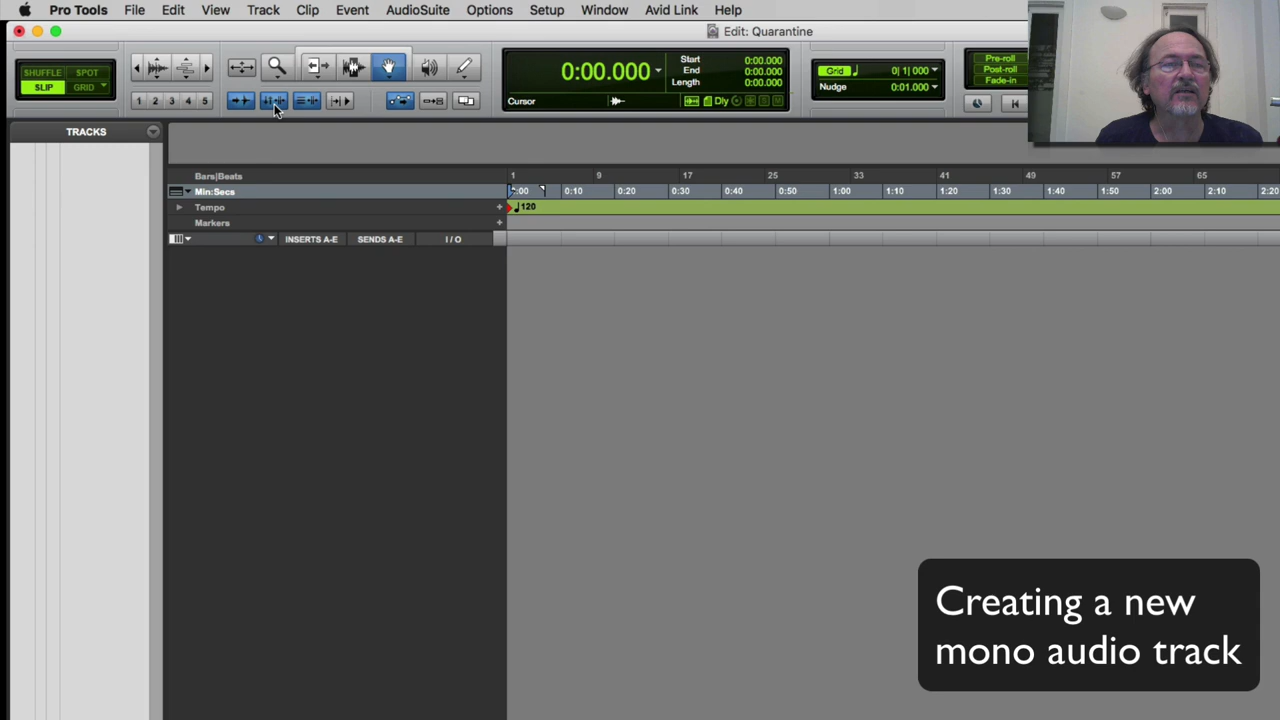 Pro Tools File Edit View Track Clip Event AudioSuite Options Setup Window Avid Link Help
Edit: Quarantine
SHUFFLE SPOT
SLIP GRID
1 2 3 4 5
0:00.000
Start 0:00.000
End 0:00.000
Length 0:00.000
Cursor Dly
Grid 0| 1| 000
Nudge 0:01.000
Pre-roll
Post-roll
Fade-in
TRACKS
Bars|Beats 1 9 17 25 33 41 49 57 65
Min:Secs 0:00 0:10 0:20 0:30 0:40 0:50 1:00 1:10 1:20 1:30 1:40 1:50 2:00 2:10 2:20
Tempo + 120
Markers +
INSERTS A-E SENDS A-E I / O
Creating a new
mono audio track